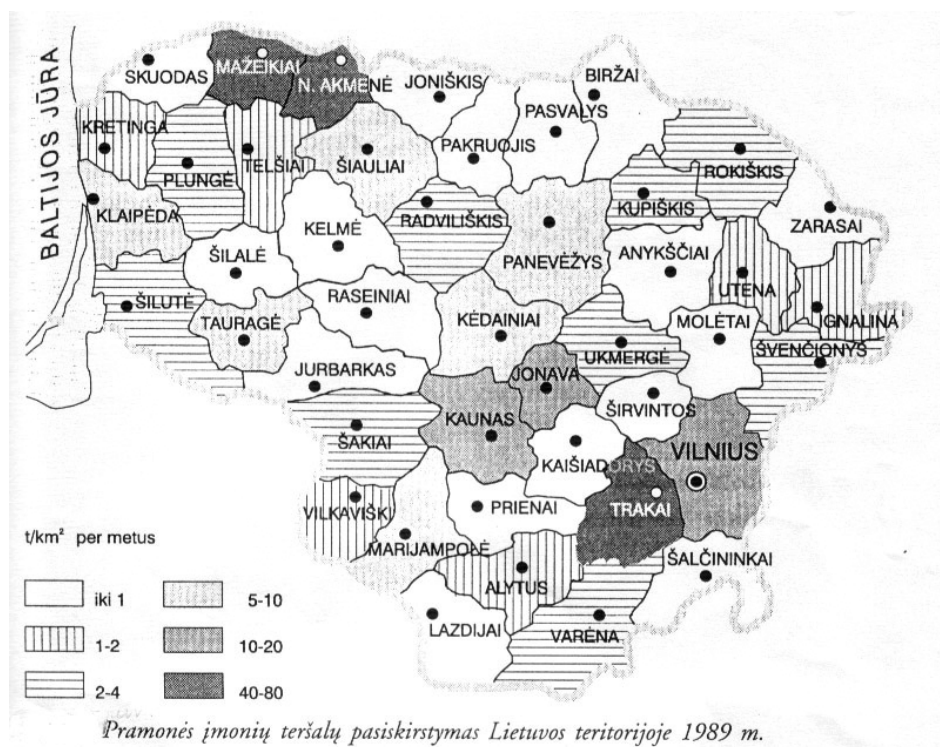 BALTIJOS JŪRA
SKUODAS
MAŽEIKIAI
N. AKMENĖ
JONIŠKIS
BIRŽAI
PASVALYS
KRETINGA
PAKRUOJIS
TELŠIAI
ŠIAULIAI
PLUNGĖ
ROKIŠKIS
KLAIPĖDA
RADVILIŠKIS
KUPIŠKIS
KELMĖ
ZARASAI
ŠILALĖ
PANEVĖŽYS
ANYKŠČIAI
UTENA
ŠILUTĖ
RASEINIAI
IGNALINA
TAURAGĖ
KĖDAINIAI
MOLĖTAI
UKMERGĖ
ŠVENČIONYS
JURBARKAS
JONAVA
KAUNAS
ŠIRVINTOS
ŠAKIAI
VILNIUS
KAIŠIADORYS
VILKAVIŠKI
PRIENAI
TRAKAI
t/km² per metus
MARIJAMPOLĖ
ŠALČININKAI
ALYTUS
iki 1
5-10
LAZDIJAI
VARĖNA
1-2
10-20
2-4
40-80
Pramonės įmonių teršalų pasiskirstymas Lietuvos teritorijoje 1989 m.